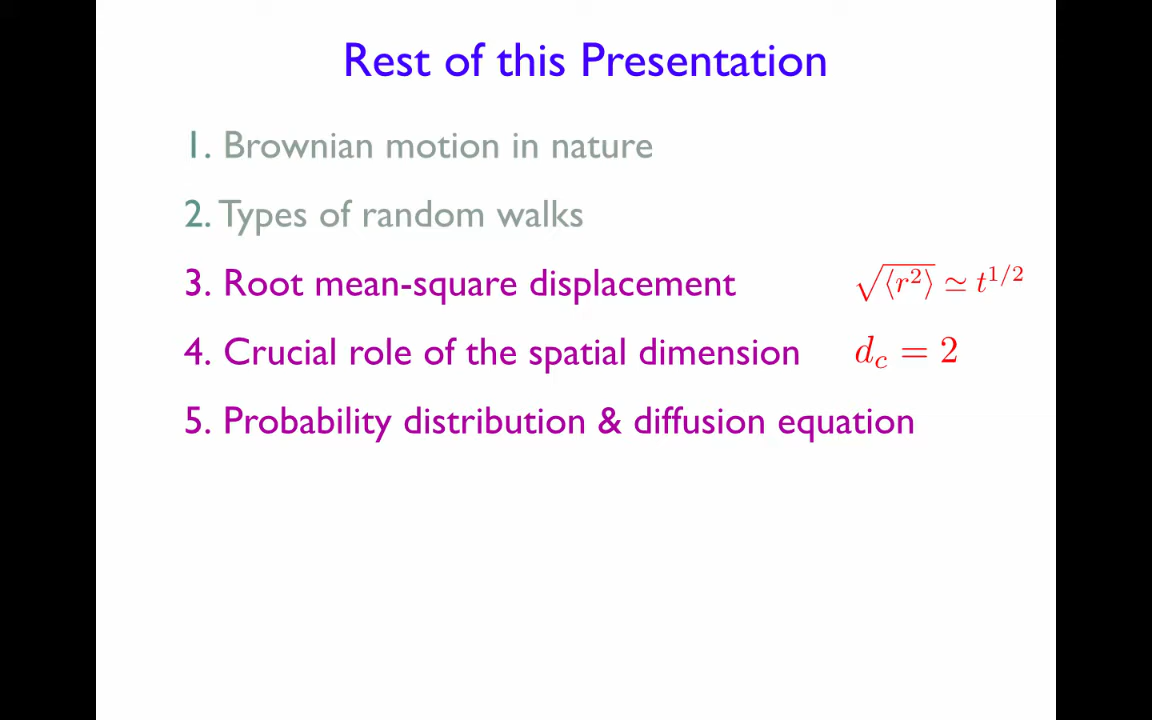 Rest of this Presentation
1. Brownian motion in nature
2. Types of random walks
3. Root mean-square displacement √⟨r²⟩ ≃ t^{1/2}
4. Crucial role of the spatial dimension d_c = 2
5. Probability distribution & diffusion equation